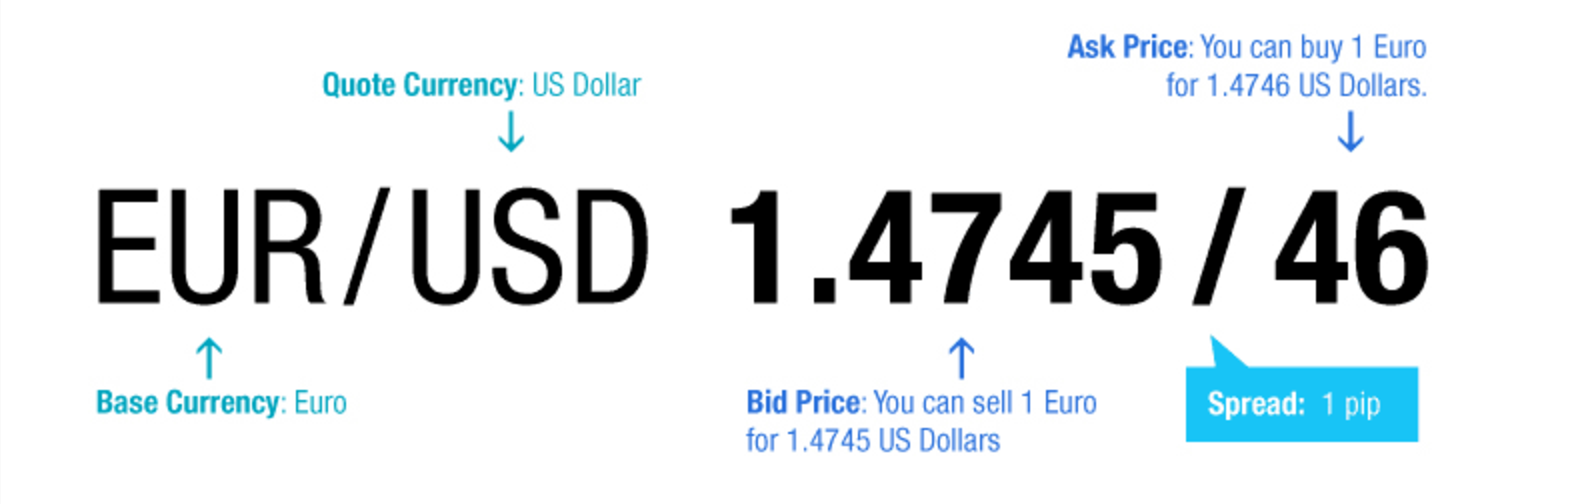 Ask Price: You can buy 1 Euro
for 1.4746 US Dollars.
Quote Currency: US Dollar
EUR/USD 1.4745 / 46
Base Currency: Euro
Bid Price: You can sell 1 Euro
for 1.4745 US Dollars
Spread: 1 pip